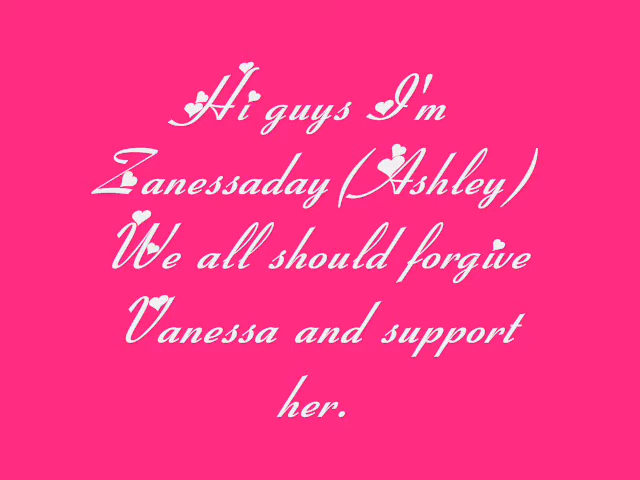 Hi guys I'm
Zanessaday(Ashley)
We all should forgive
Vanessa and support
her.